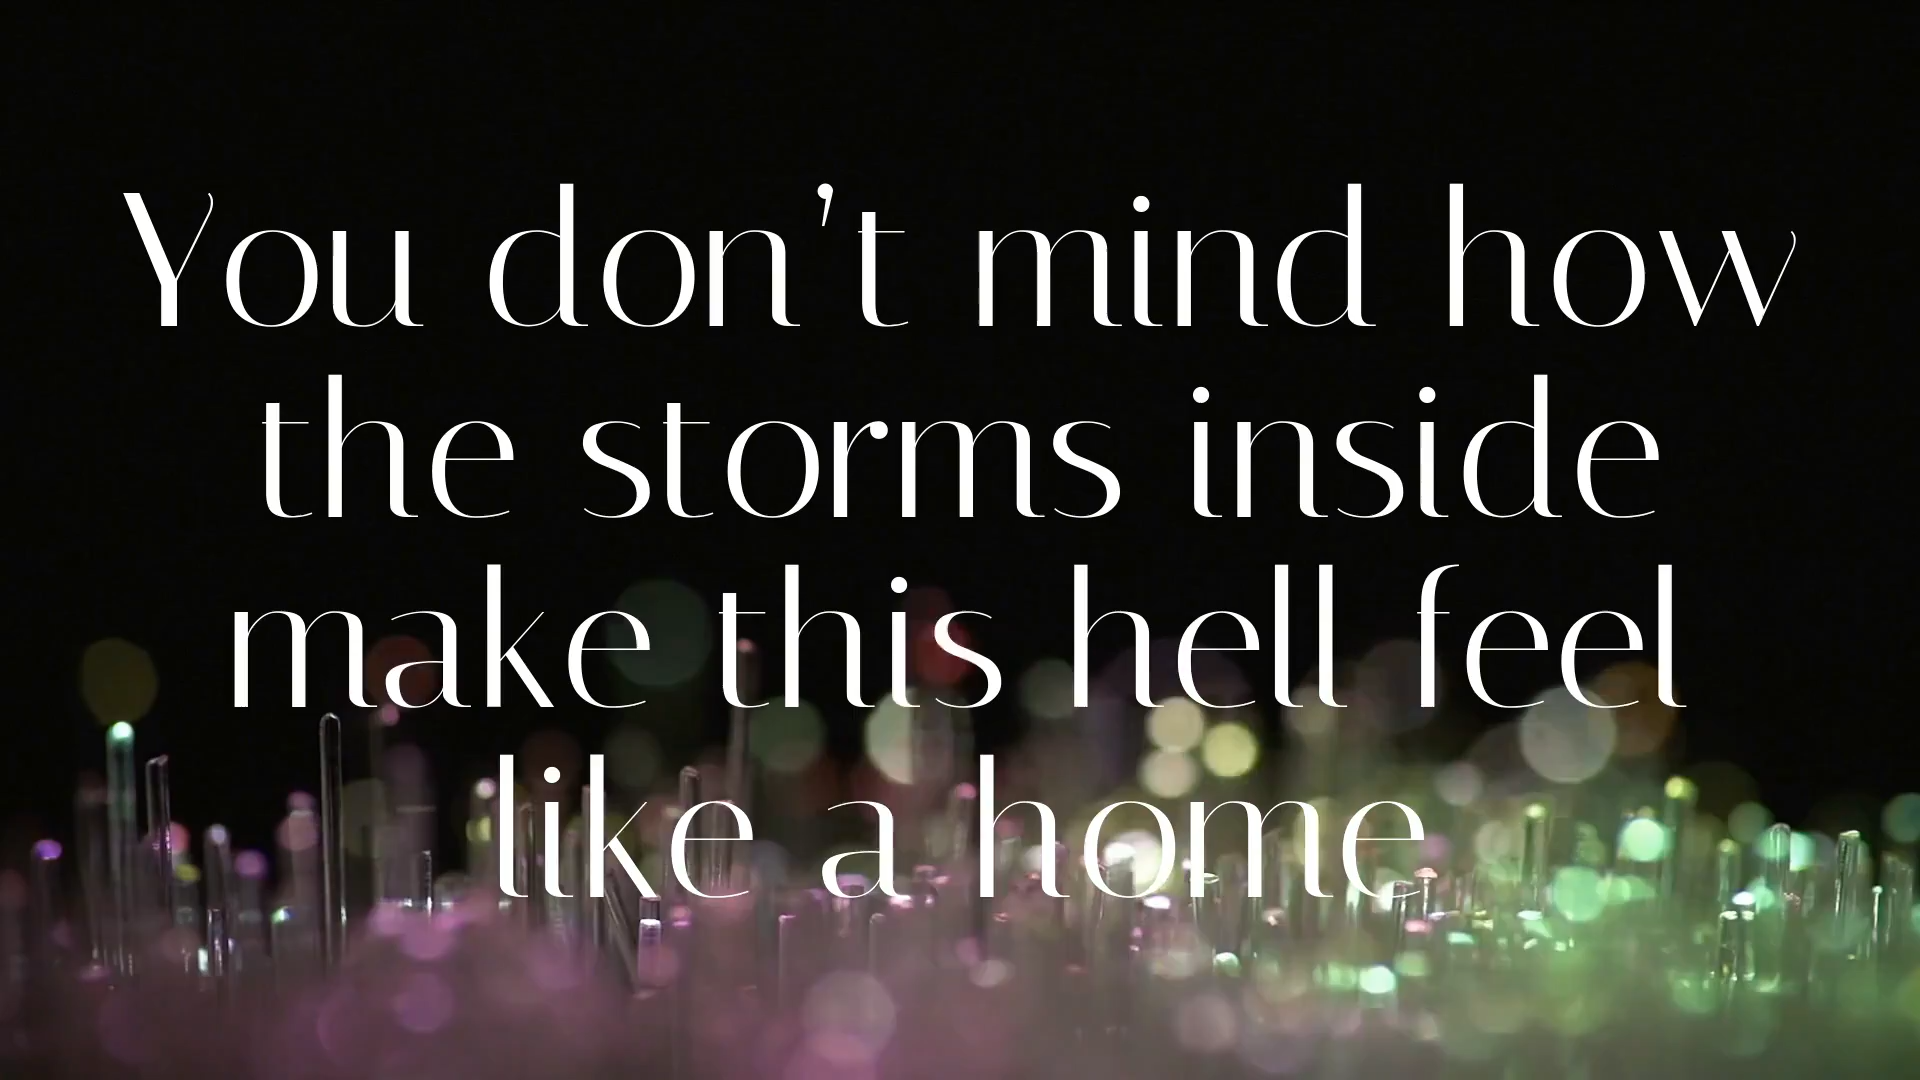 You don’t mind how
the storms inside
make this hell feel
like a home